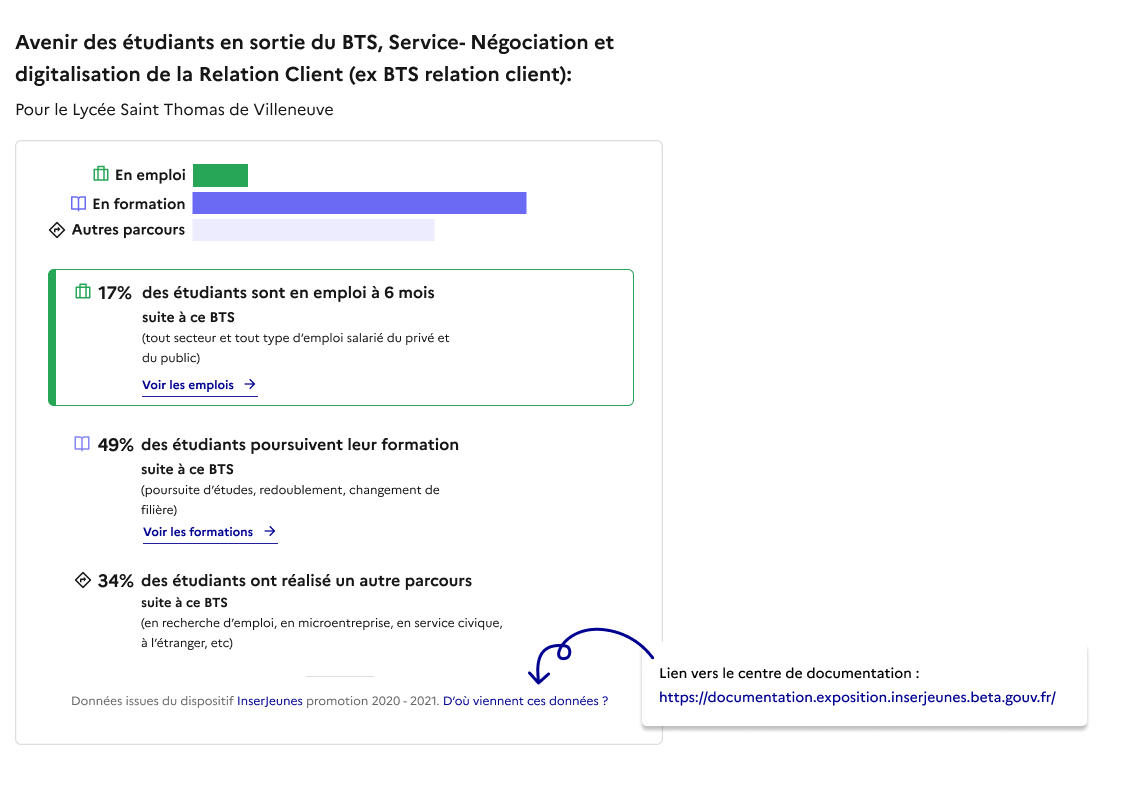 Avenir des étudiants en sortie du BTS, Service- Négociation et
digitalisation de la Relation Client (ex BTS relation client):
Pour le Lycée Saint Thomas de Villeneuve
En emploi
En formation
Autres parcours
17% des étudiants sont en emploi à 6 mois
suite à ce BTS
(tout secteur et tout type d’emploi salarié du privé et
du public)
Voir les emplois
49% des étudiants poursuivent leur formation
suite à ce BTS
(poursuite d’études, redoublement, changement de
filière)
Voir les formations
34% des étudiants ont réalisé un autre parcours
suite à ce BTS
(en recherche d’emploi, en microentreprise, en service civique,
à l’étranger, etc)
Données issues du dispositif InserJeunes promotion 2020 - 2021. D’où viennent ces données ?
Lien vers le centre de documentation :
https://documentation.exposition.inserjeunes.beta.gouv.fr/